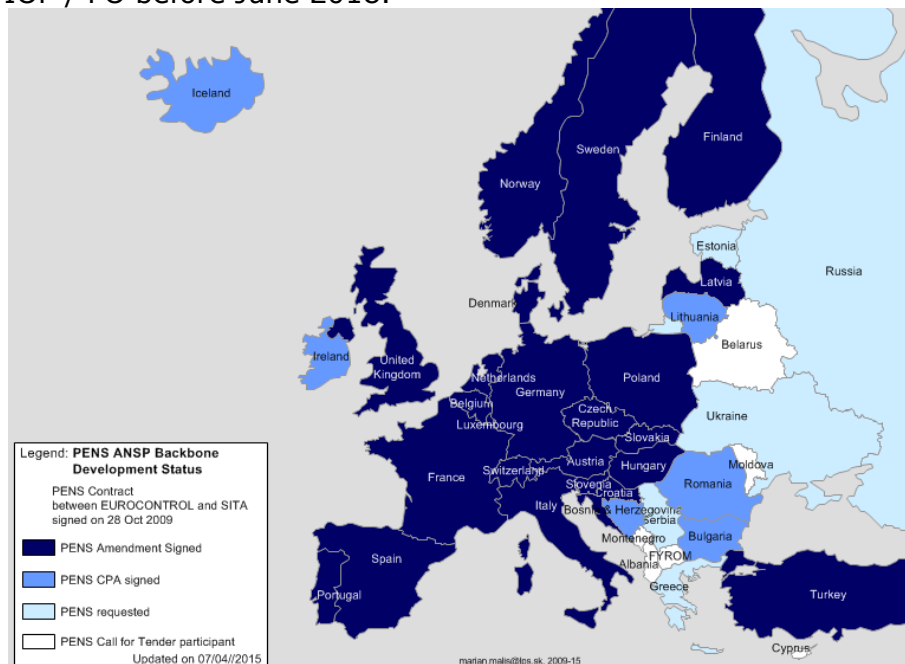 IOP / FO before June 2018.
Iceland
Finland
Sweden
Norway
Estonia
Russia
Latvia
Denmark
Lithuania
Belarus
Ireland
United
Kingdom
Netherlands
Germany
Poland
Belgium
Luxembourg
Czech
Republic
Ukraine
Slovakia
Moldova
France
Switzerland
Austria
Hungary
Romania
Slovenia
Croatia
Italy
Bosnia & Herzegovina
Serbia
Bulgaria
Montenegro
FYROM
Albania
Spain
Portugal
Greece
Turkey
Cyprus
Legend: PENS ANSP Backbone
Development Status
PENS Contract
between EUROCONTROL and SITA
signed on 28 Oct 2009
PENS Amendment Signed
PENS CPA signed
PENS requested
PENS Call for Tender participant
Updated on 07/04//2015
marian.malis@lps.sk, 2009-15